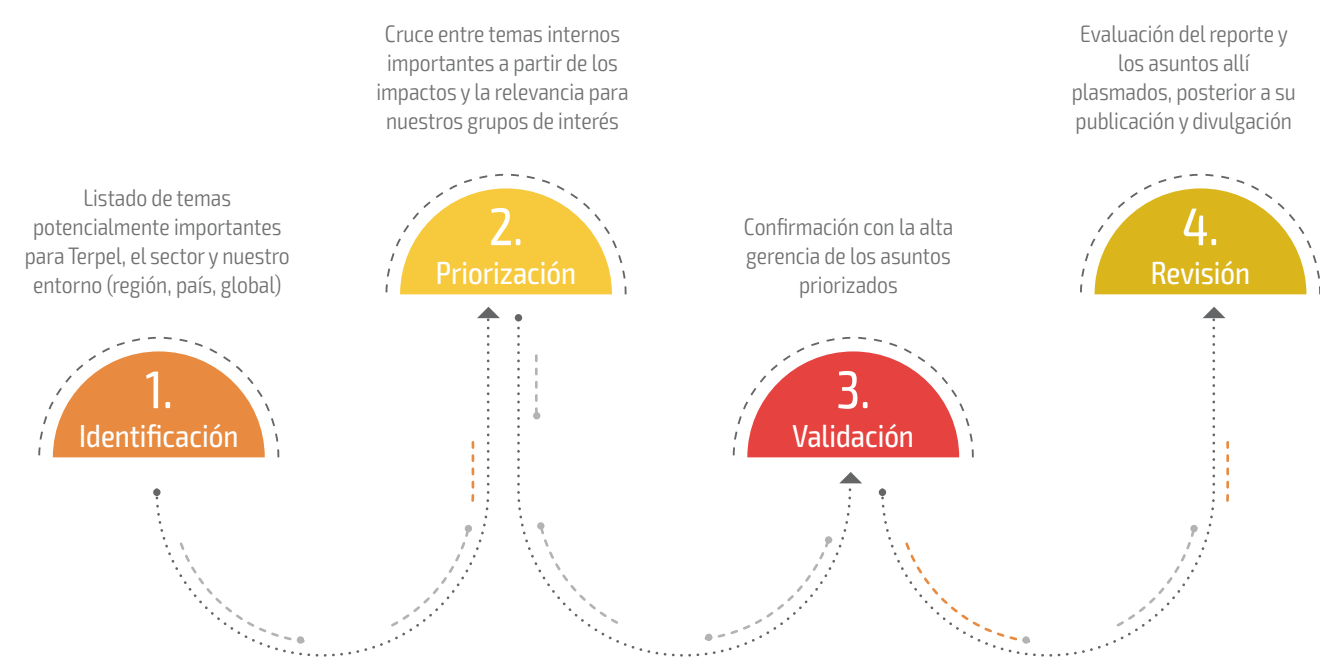 Listado de temas
potencialmente importantes
para Terpel, el sector y nuestro
entorno (región, país, global)
1.
Identificación
Cruce entre temas internos
importantes a partir de los
impactos y la relevancia para
nuestros grupos de interés
2.
Priorización
Confirmación con la alta
gerencia de los asuntos
priorizados
3.
Validación
Evaluación del reporte y
los asuntos allí
plasmados, posterior a su
publicación y divulgación
4.
Revisión